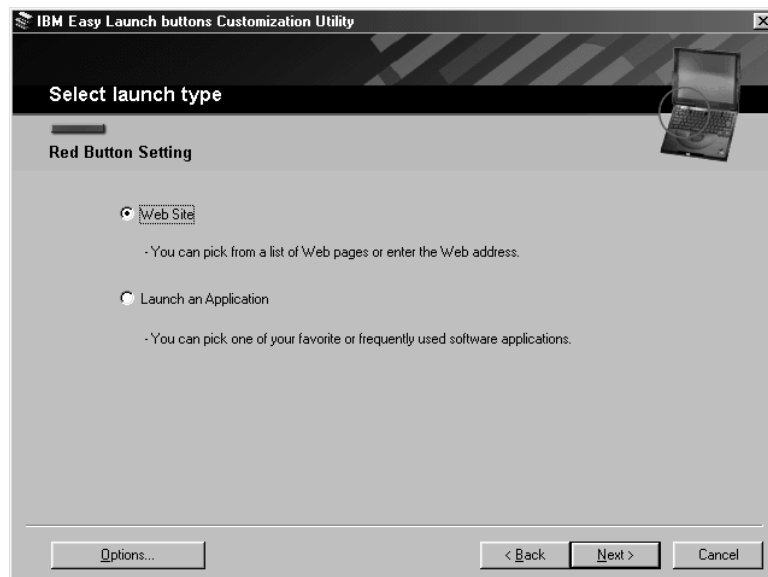 IBM Easy Launch buttons Customization Utility
Select launch type
Red Button Setting
Web Site
- You can pick from a list of Web pages or enter the Web address.
Launch an Application
- You can pick one of your favorite or frequently used software applications.
Options... < Back Next > Cancel